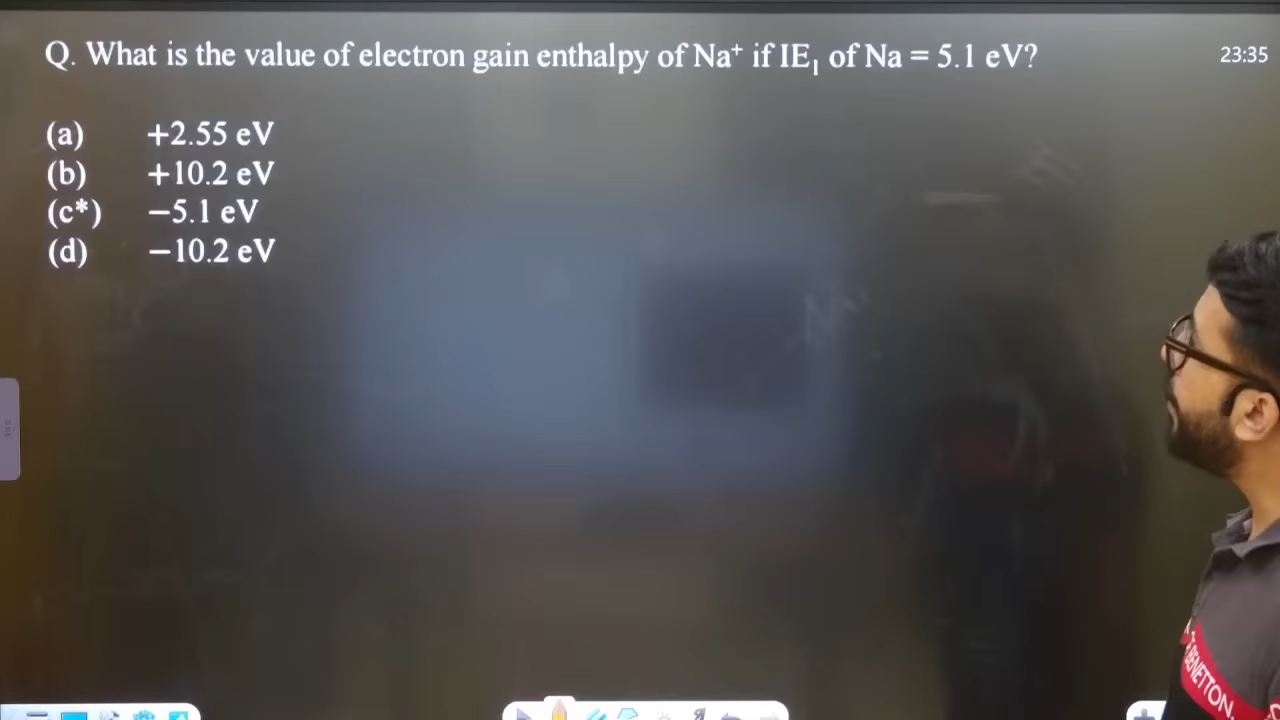 Q. What is the value of electron gain enthalpy of Na⁺ if IE₁ of Na = 5.1 eV?
23:35
(a) +2.55 eV
(b) +10.2 eV
(c*) −5.1 eV
(d) −10.2 eV
BENETTON.